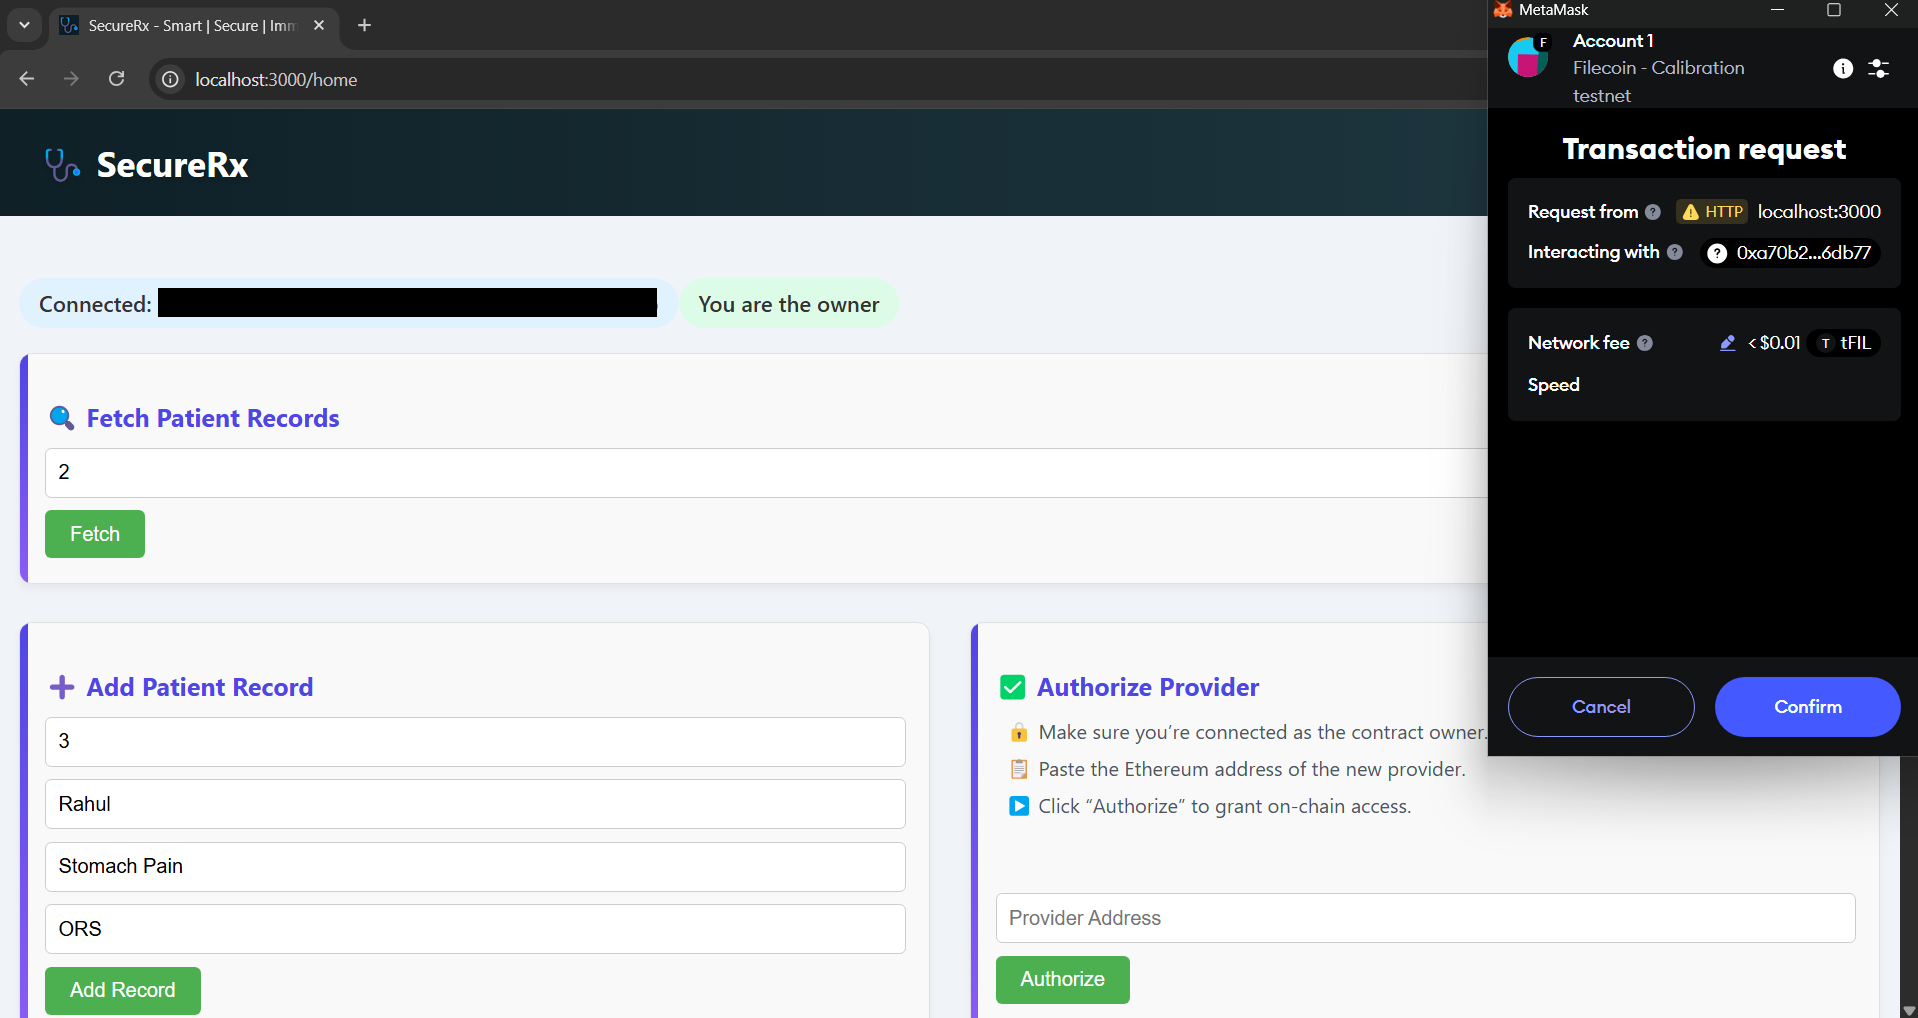 SecureRx - Smart | Secure | Imm
localhost:3000/home
SecureRx
Connected:
You are the owner
Fetch Patient Records
2
Fetch
Add Patient Record
3
Rahul
Stomach Pain
ORS
Add Record
Authorize Provider
Make sure you’re connected as the contract owner.
Paste the Ethereum address of the new provider.
Click “Authorize” to grant on-chain access.
Provider Address
Authorize
MetaMask
F
Account 1
Filecoin - Calibration
testnet
Transaction request
Request from ? HTTP localhost:3000
Interacting with ? ? 0xa70b2...6db77
Network fee ? < $0.01 T tFIL
Speed
Cancel
Confirm